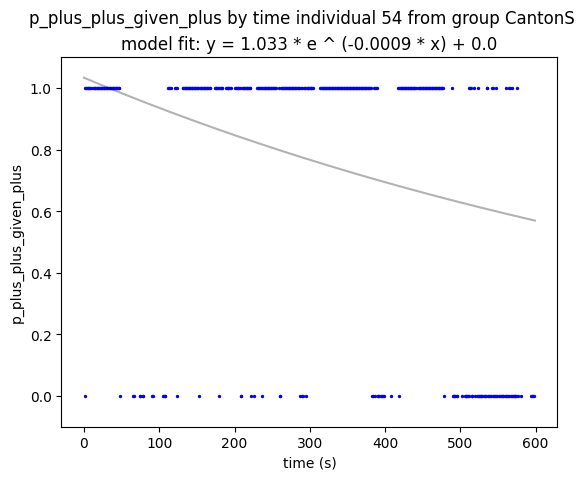 p_plus_plus_given_plus by time individual 54 from group CantonS
model fit: y = 1.033 * e ^ (-0.0009 * x) + 0.0
p_plus_plus_given_plus
1.0
0.8
0.6
0.4
0.2
0.0
0 100 200 300 400 500 600
time (s)